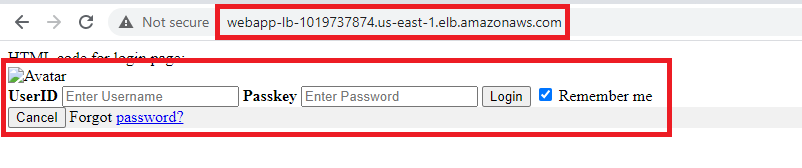 Not secure webapp-lb-1019737874.us-east-1.elb.amazonaws.com
HTML code for login page:
Avatar
UserID Enter Username Passkey Enter Password Login Remember me
Cancel Forgot password?